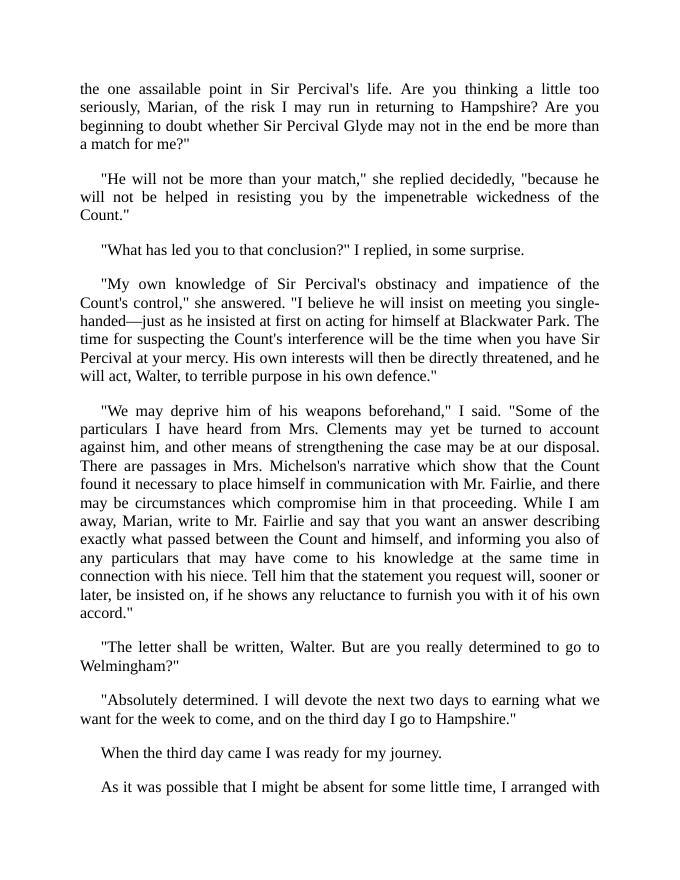 the one assailable point in Sir Percival's life. Are you thinking a little too
seriously, Marian, of the risk I may run in returning to Hampshire? Are you
beginning to doubt whether Sir Percival Glyde may not in the end be more than
a match for me?"
"He will not be more than your match," she replied decidedly, "because he
will not be helped in resisting you by the impenetrable wickedness of the
Count."
"What has led you to that conclusion?" I replied, in some surprise.
"My own knowledge of Sir Percival's obstinacy and impatience of the
Count's control," she answered. "I believe he will insist on meeting you single-
handed—just as he insisted at first on acting for himself at Blackwater Park. The
time for suspecting the Count's interference will be the time when you have Sir
Percival at your mercy. His own interests will then be directly threatened, and he
will act, Walter, to terrible purpose in his own defence."
"We may deprive him of his weapons beforehand," I said. "Some of the
particulars I have heard from Mrs. Clements may yet be turned to account
against him, and other means of strengthening the case may be at our disposal.
There are passages in Mrs. Michelson's narrative which show that the Count
found it necessary to place himself in communication with Mr. Fairlie, and there
may be circumstances which compromise him in that proceeding. While I am
away, Marian, write to Mr. Fairlie and say that you want an answer describing
exactly what passed between the Count and himself, and informing you also of
any particulars that may have come to his knowledge at the same time in
connection with his niece. Tell him that the statement you request will, sooner or
later, be insisted on, if he shows any reluctance to furnish you with it of his own
accord."
"The letter shall be written, Walter. But are you really determined to go to
Welmingham?"
"Absolutely determined. I will devote the next two days to earning what we
want for the week to come, and on the third day I go to Hampshire."
When the third day came I was ready for my journey.
As it was possible that I might be absent for some little time, I arranged with